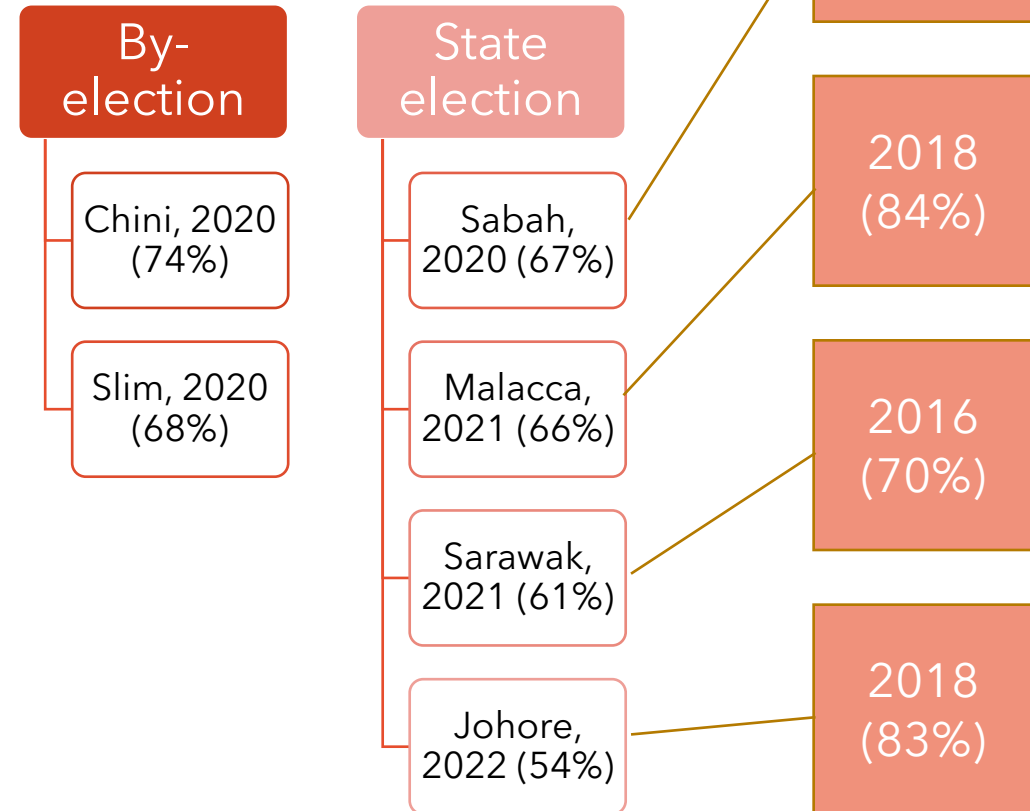 By-
election
Chini, 2020
(74%)
Slim, 2020
(68%)
State
election
Sabah,
2020 (67%)
Malacca,
2021 (66%)
Sarawak,
2021 (61%)
Johore,
2022 (54%)
2018
(84%)
2016
(70%)
2018
(83%)